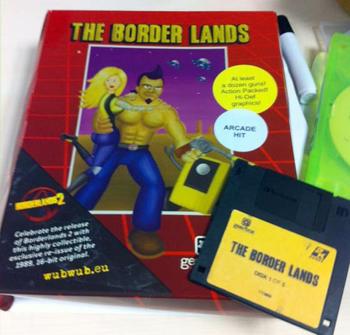 THE BORDER LANDS
At least
a dozen guns!
Action Packed!
Hi-Def
graphics!
ARCADE
HIT
BORDERLANDS 2
Celebrate the release
of Borderlands 2 with
this highly collectible,
exclusive re-issue of the
1989, 16-bit original.
wubwub.eu
ge
THE BORDER LANDS
DISK 1 OF 5